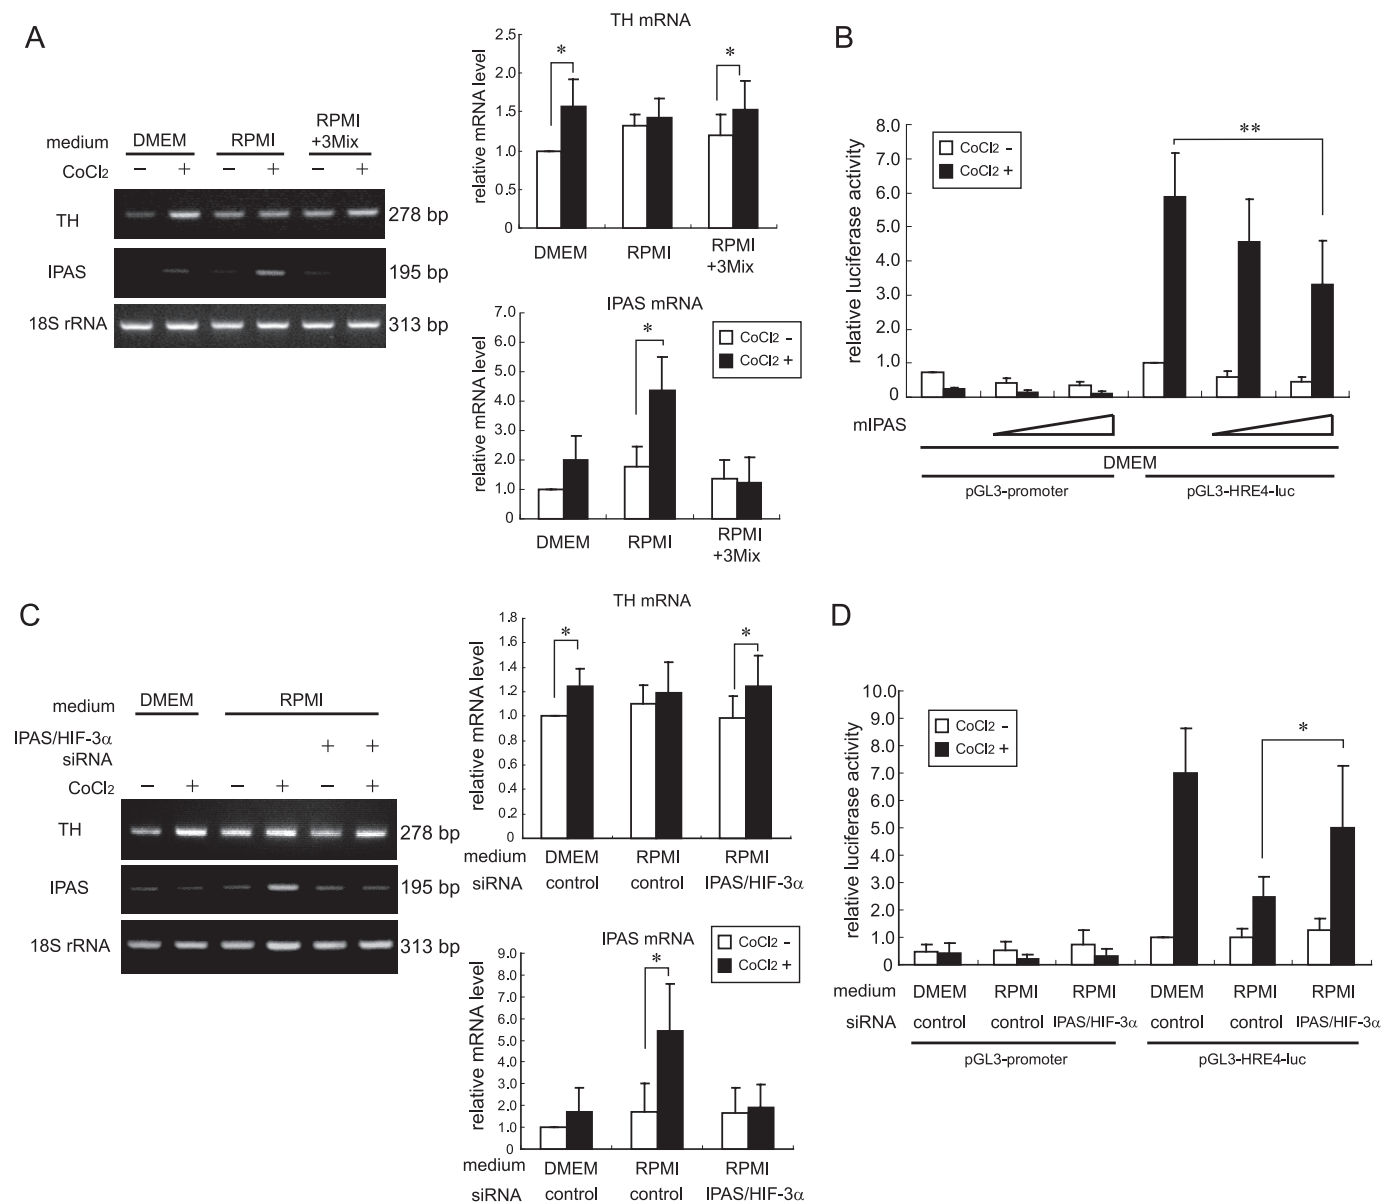 A
medium
DMEM
RPMI
RPMI
+3Mix
CoCl2
− + − + − +
TH
278 bp
IPAS
195 bp
18S rRNA
313 bp
TH mRNA
relative mRNA level
2.5
2.0
1.5
1.0
0.5
0
*
*
DMEM
RPMI
RPMI
+3Mix
IPAS mRNA
relative mRNA level
7.0
6.0
5.0
4.0
2.0
1.0
0
*
CoCl2 −
CoCl2 +
DMEM
RPMI
RPMI
+3Mix
B
relative luciferase activity
8.0
7.0
6.0
5.0
4.0
3.0
2.0
1.0
0
CoCl2 −
CoCl2 +
**
mIPAS
DMEM
pGL3-promoter
pGL3-HRE4-luc
C
medium
DMEM
RPMI
IPAS/HIF-3α
siRNA
+ +
CoCl2
− + − + − +
TH
278 bp
IPAS
195 bp
18S rRNA
313 bp
TH mRNA
relative mRNA level
1.8
1.6
1.4
1.2
1.0
0.8
0.6
0.4
0.2
0
*
*
medium DMEM RPMI RPMI
siRNA control control IPAS/HIF-3α
IPAS mRNA
relative mRNA level
9.0
8.0
7.0
6.0
5.0
4.0
3.0
2.0
1.0
0
*
CoCl2 −
CoCl2 +
medium DMEM RPMI RPMI
siRNA control control IPAS/HIF-3α
D
relative luciferase activity
10.0
9.0
8.0
7.0
6.0
5.0
4.0
3.0
2.0
1.0
0
CoCl2 −
CoCl2 +
*
medium DMEM RPMI RPMI DMEM RPMI RPMI
siRNA control control IPAS/HIF-3α control control IPAS/HIF-3α
pGL3-promoter
pGL3-HRE4-luc